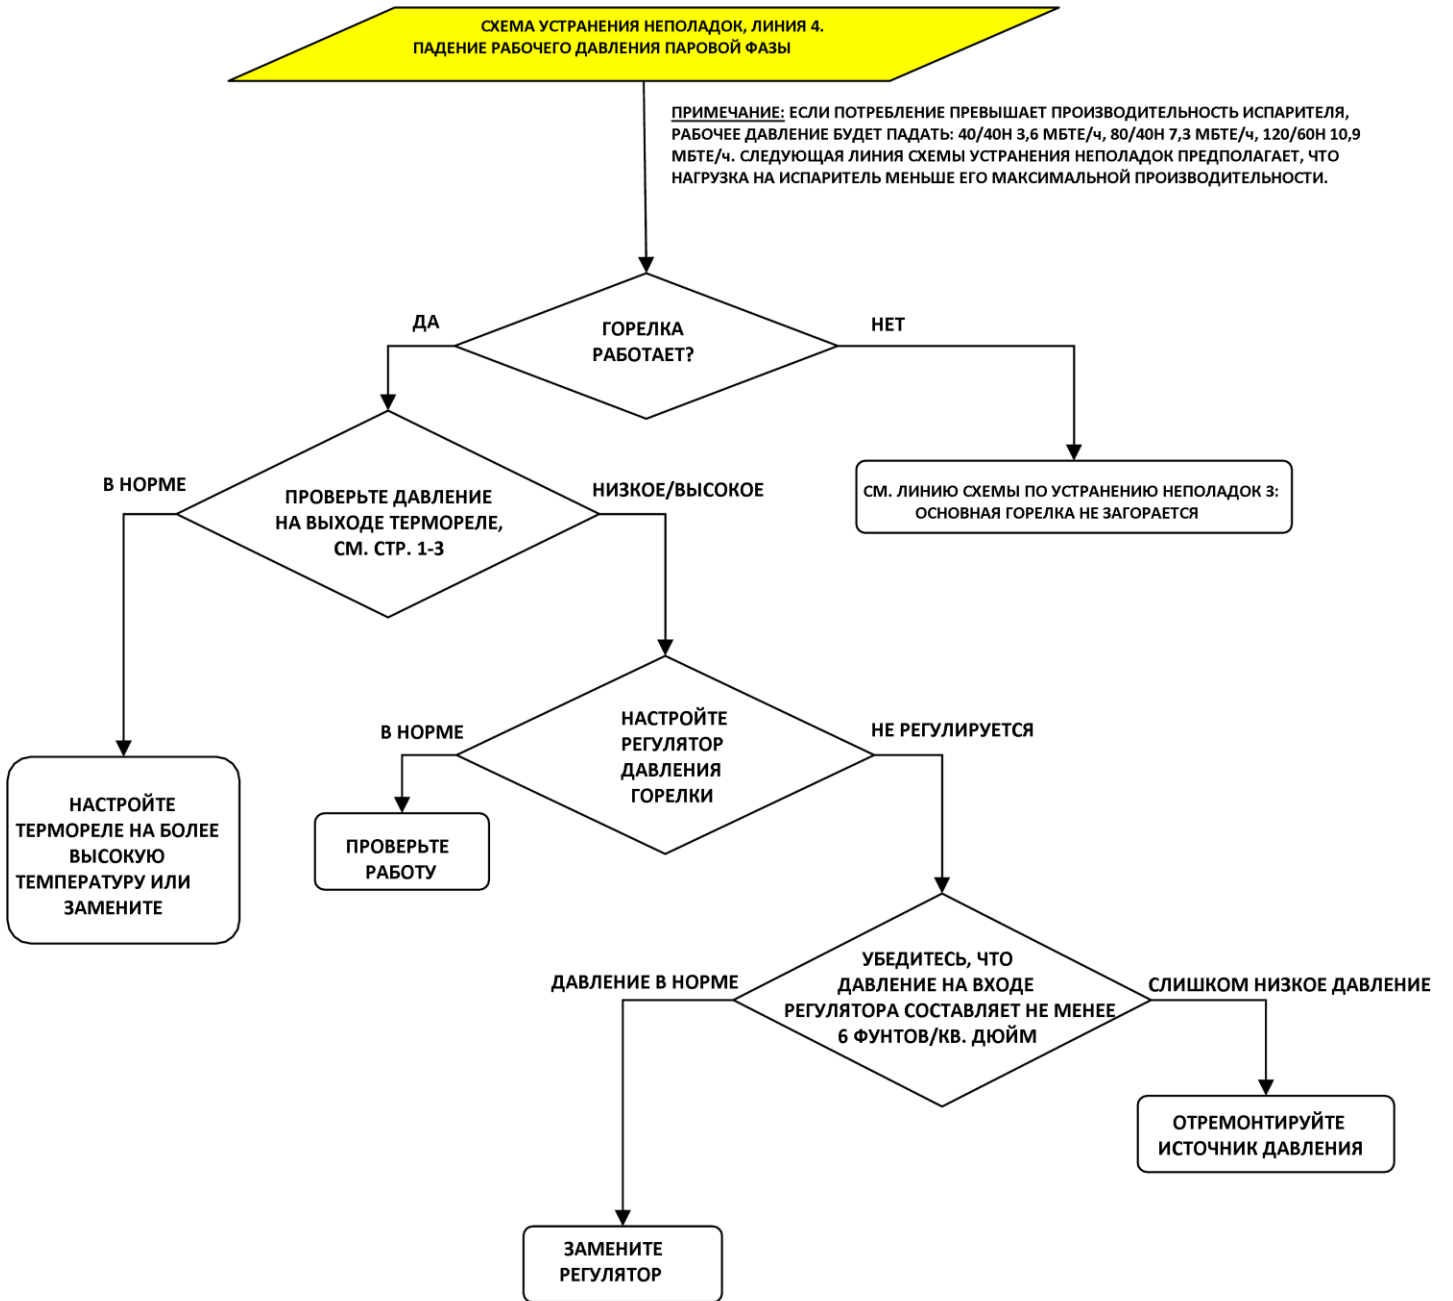 СХЕМА УСТРАНЕНИЯ НЕПОЛАДОК, ЛИНИЯ 4.
ПАДЕНИЕ РАБОЧЕГО ДАВЛЕНИЯ ПАРОВОЙ ФАЗЫ
ПРИМЕЧАНИЕ: ЕСЛИ ПОТРЕБЛЕНИЕ ПРЕВЫШАЕТ ПРОИЗВОДИТЕЛЬНОСТЬ ИСПАРИТЕЛЯ,
РАБОЧЕЕ ДАВЛЕНИЕ БУДЕТ ПАДАТЬ: 40/40H 3,6 МБТЕ/ч, 80/40H 7,3 МБТЕ/ч, 120/60H 10,9
МБТЕ/ч. СЛЕДУЮЩАЯ ЛИНИЯ СХЕМЫ УСТРАНЕНИЯ НЕПОЛАДОК ПРЕДПОЛАГАЕТ, ЧТО
НАГРУЗКА НА ИСПАРИТЕЛЬ МЕНЬШЕ ЕГО МАКСИМАЛЬНОЙ ПРОИЗВОДИТЕЛЬНОСТИ.
ДА
ГОРЕЛКА
РАБОТАЕТ?
НЕТ
В НОРМЕ
ПРОВЕРЬТЕ ДАВЛЕНИЕ
НА ВЫХОДЕ ТЕРМОРЕЛЕ,
СМ. СТР. 1-3
НИЗКОЕ/ВЫСОКОЕ
СМ. ЛИНИЮ СХЕМЫ ПО УСТРАНЕНИЮ НЕПОЛАДОК 3:
ОСНОВНАЯ ГОРЕЛКА НЕ ЗАГОРАЕТСЯ
В НОРМЕ
НАСТРОЙТЕ
РЕГУЛЯТОР
ДАВЛЕНИЯ
ГОРЕЛКИ
НЕ РЕГУЛИРУЕТСЯ
НАСТРОЙТЕ
ТЕРМОРЕЛЕ НА БОЛЕЕ
ВЫСОКУЮ
ТЕМПЕРАТУРУ ИЛИ
ЗАМЕНИТЕ
ПРОВЕРЬТЕ
РАБОТУ
ДАВЛЕНИЕ В НОРМЕ
УБЕДИТЕСЬ, ЧТО
ДАВЛЕНИЕ НА ВХОДЕ
РЕГУЛЯТОРА СОСТАВЛЯЕТ НЕ МЕНЕЕ
6 ФУНТОВ/КВ. ДЮЙМ
СЛИШКОМ НИЗКОЕ ДАВЛЕНИЕ
ОТРЕМОНТИРУЙТЕ
ИСТОЧНИК ДАВЛЕНИЯ
ЗАМЕНИТЕ
РЕГУЛЯТОР